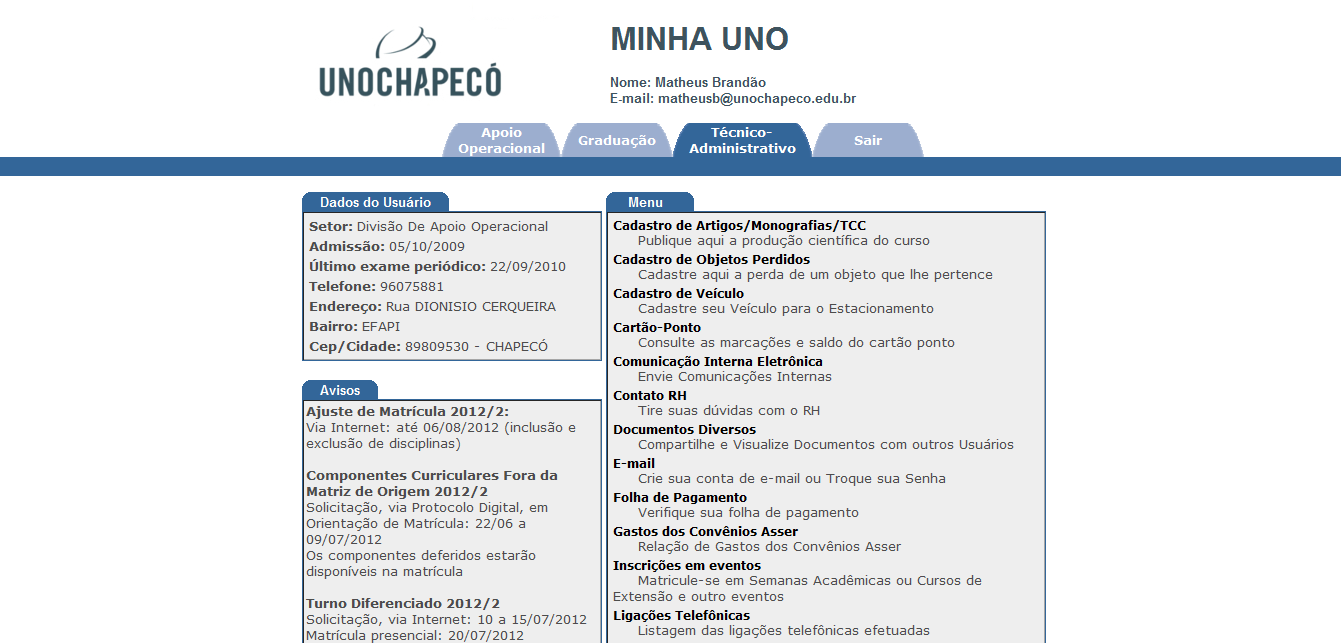 UNOCHAPECÓ
MINHA UNO
Nome: Matheus Brandão
E-mail: matheusb@unochapeco.edu.br
Apoio
Operacional
Graduação
Técnico-
Administrativo
Sair
Dados do Usuário
Setor: Divisão De Apoio Operacional
Admissão: 05/10/2009
Último exame periódico: 22/09/2010
Telefone: 96075881
Endereço: Rua DIONISIO CERQUEIRA
Bairro: EFAPI
Cep/Cidade: 89809530 - CHAPECÓ
Avisos
Ajuste de Matrícula 2012/2:
Via Internet: até 06/08/2012 (inclusão e
exclusão de disciplinas)
Componentes Curriculares Fora da
Matriz de Origem 2012/2
Solicitação, via Protocolo Digital, em
Orientação de Matrícula: 22/06 a
09/07/2012
Os componentes deferidos estarão
disponíveis na matrícula
Turno Diferenciado 2012/2
Solicitação, via Internet: 10 a 15/07/2012
Matrícula presencial: 20/07/2012
Menu
Cadastro de Artigos/Monografias/TCC
Publique aqui a produção científica do curso
Cadastro de Objetos Perdidos
Cadastre aqui a perda de um objeto que lhe pertence
Cadastro de Veículo
Cadastre seu Veículo para o Estacionamento
Cartão-Ponto
Consulte as marcações e saldo do cartão ponto
Comunicação Interna Eletrônica
Envie Comunicações Internas
Contato RH
Tire suas dúvidas com o RH
Documentos Diversos
Compartilhe e Visualize Documentos com outros Usuários
E-mail
Crie sua conta de e-mail ou Troque sua Senha
Folha de Pagamento
Verifique sua folha de pagamento
Gastos dos Convênios Asser
Relação de Gastos dos Convênios Asser
Inscrições em eventos
Matricule-se em Semanas Acadêmicas ou Cursos de
Extensão e outro eventos
Ligações Telefônicas
Listagem das ligações telefônicas efetuadas